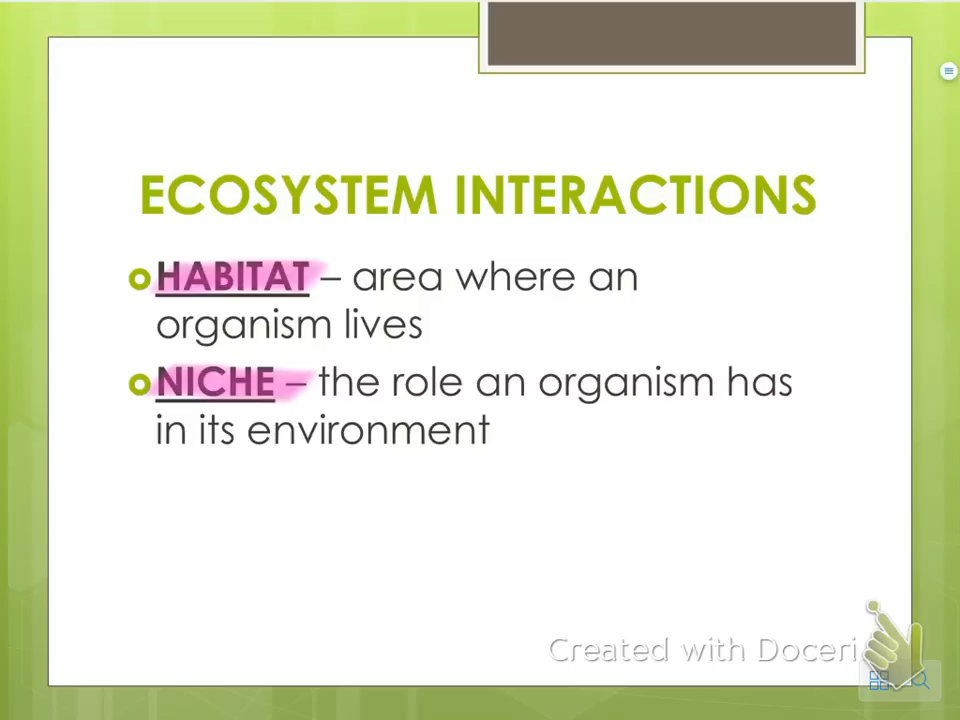 ECOSYSTEM INTERACTIONS
HABITAT – area where an
organism lives
NICHE – the role an organism has
in its environment
Created with Doceri